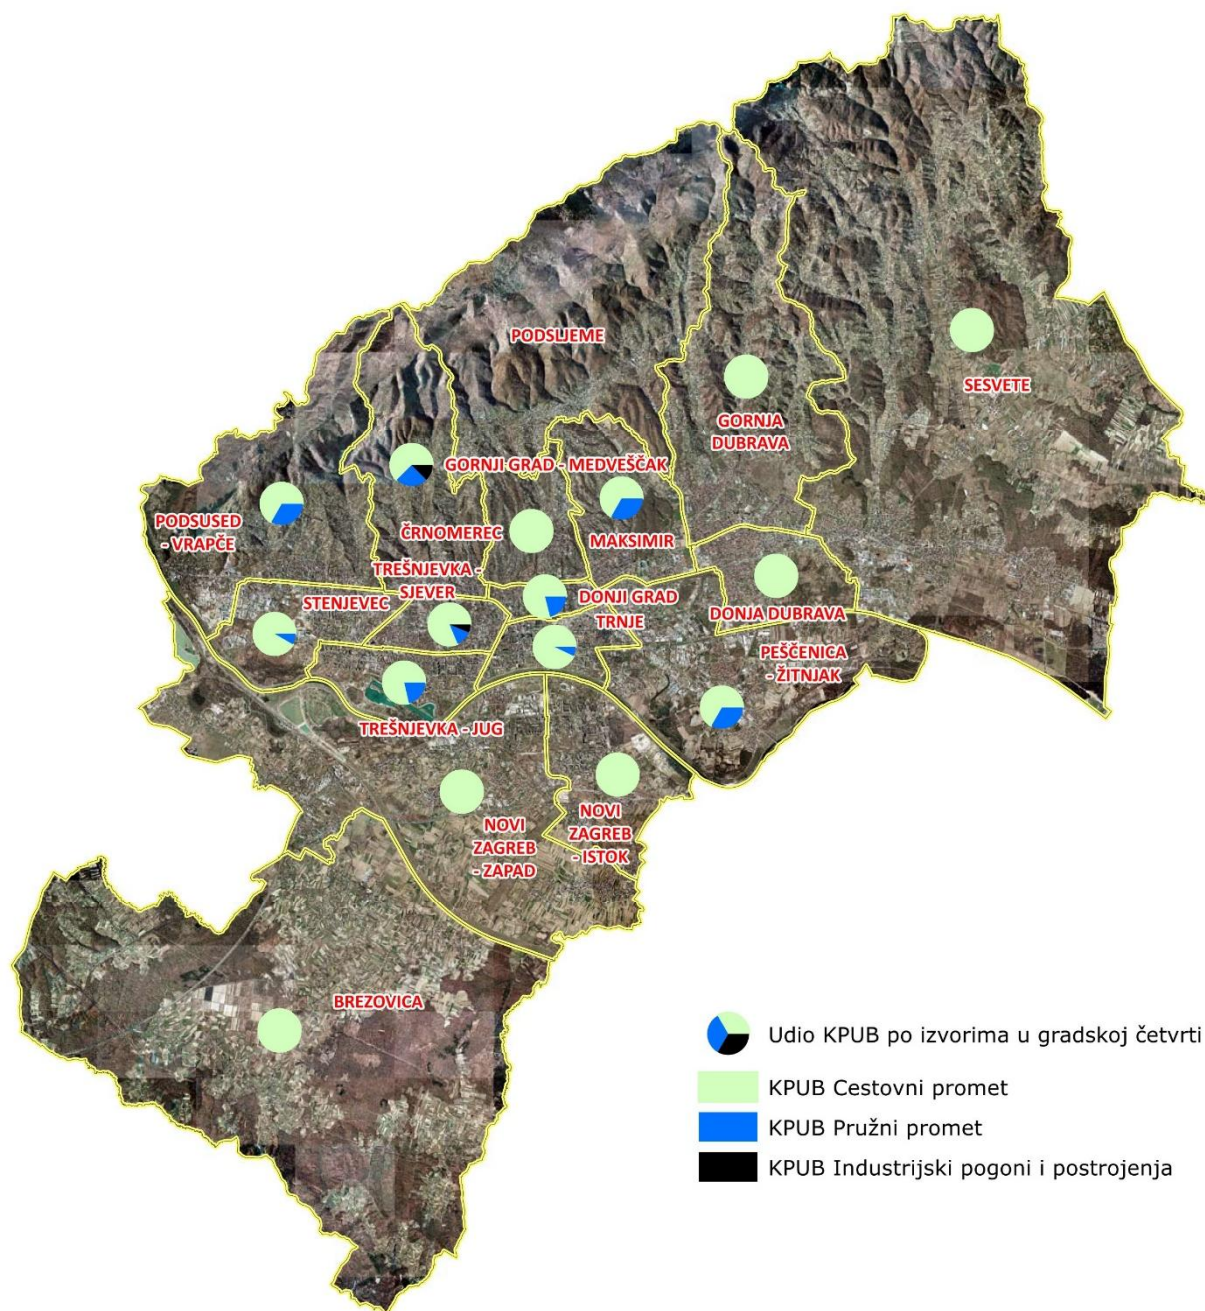 PODSLJEME
SESVETE
GORNJA
DUBRAVA
GORNJI GRAD - MEDVEŠČAK
PODSUSED
- VRAPČE
ČRNOMEREC
MAKSIMIR
TREŠNJEVKA -
SJEVER
STENJEVEC
DONJI GRAD
TRNJE
DONJA DUBRAVA
PEŠČENICA
- ŽITNJAK
TREŠNJEVKA - JUG
NOVI
ZAGREB
- ZAPAD
NOVI
ZAGREB
- ISTOK
BREZOVICA
Udio KPUB po izvorima u gradskoj četvrti
KPUB Cestovni promet
KPUB Pružni promet
KPUB Industrijski pogoni i postrojenja